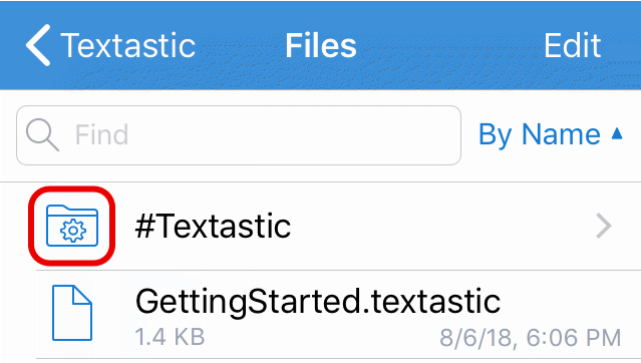 Textastic Files Edit
Find By Name ▲
#Textastic
GettingStarted.textastic
1.4 KB 8/6/18, 6:06 PM